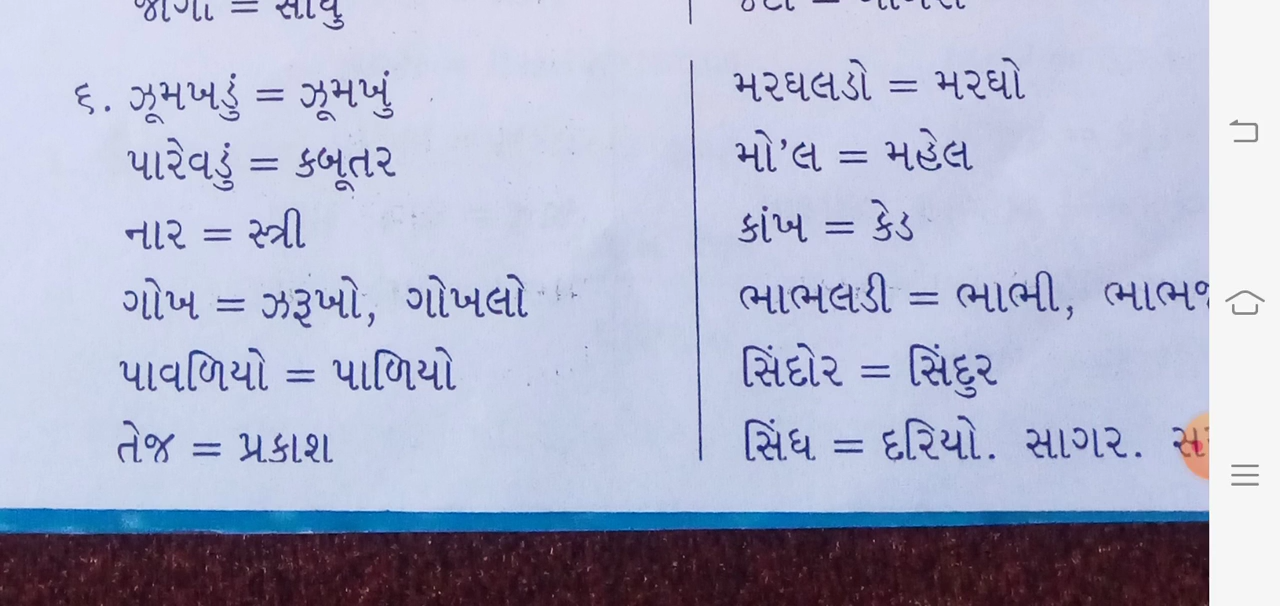 ૬. ઝૂમખડું = ઝૂમખું
પારેવડું = કબૂતર
નાર = સ્ત્રી
ગોખ = ઝરૂખો, ગોખલો
પાવળિયો = પાળિયો
તેજ = પ્રકાશ
મરઘલડો = મરઘો
મો'લ = મહેલ
કાંખ = કેડ
ભાભલડી = ભાભી,
સિંદોર = સિંદુર
સિંધ = દરિયો. સાગર.